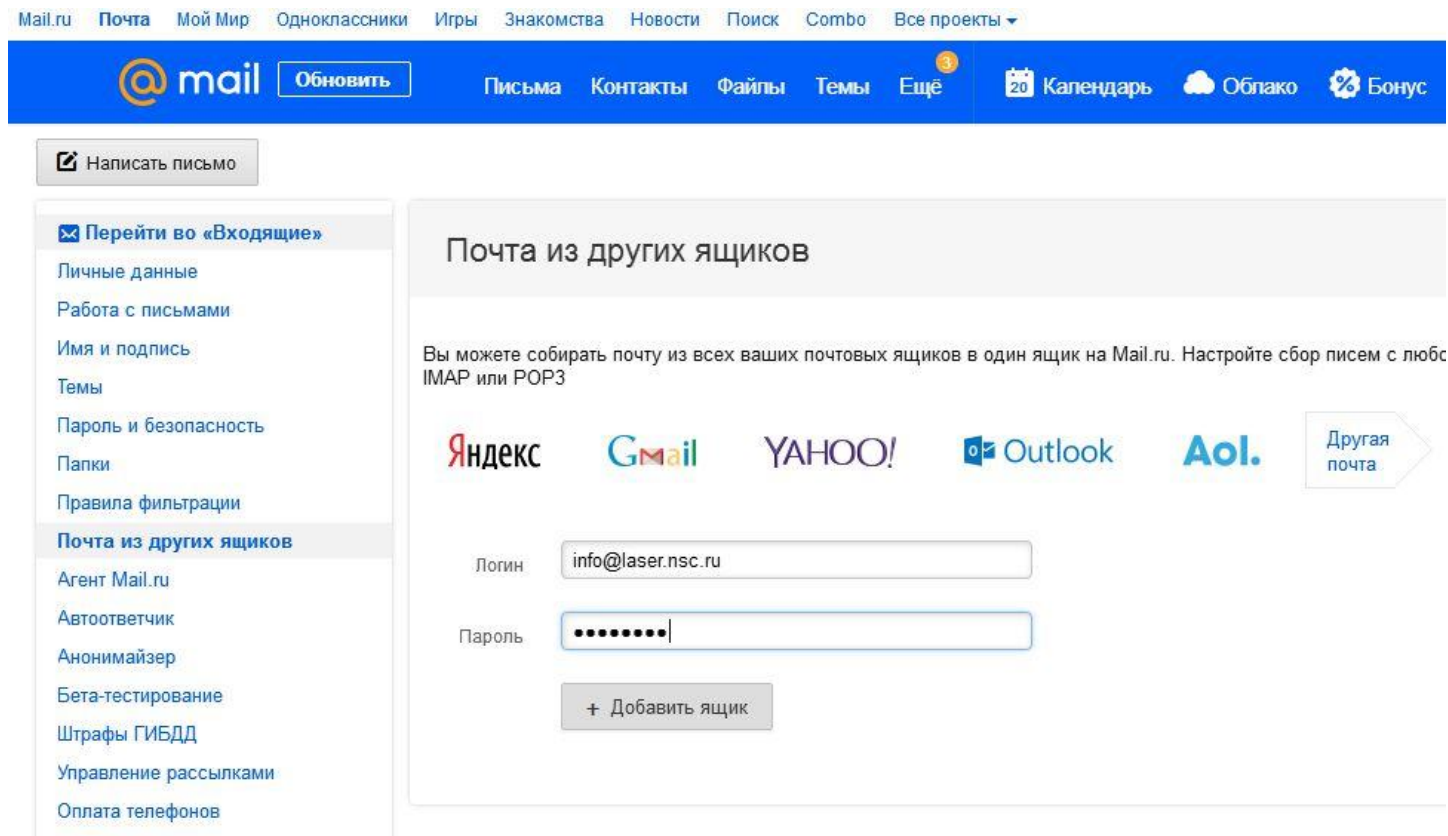 Mail.ru Почта Мой Мир Одноклассники Игры Знакомства Новости Поиск Combo Все проекты
@mail Обновить Письма Контакты Файлы Темы Ещё 3 20 Календарь Облако % Бонус
Написать письмо
Перейти во «Входящие»
Личные данные
Работа с письмами
Имя и подпись
Темы
Пароль и безопасность
Папки
Правила фильтрации
Почта из других ящиков
Агент Mail.ru
Автоответчик
Анонимайзер
Бета-тестирование
Штрафы ГИБДД
Управление рассылками
Оплата телефонов
Почта из других ящиков
Вы можете собирать почту из всех ваших почтовых ящиков в один ящик на Mail.ru. Настройте сбор писем с любо
IMAP или POP3
Яндекс Gmail YAHOO! Outlook Aol. Другая
почта
Логин info@laser.nsc.ru
Пароль ••••••••
+ Добавить ящик